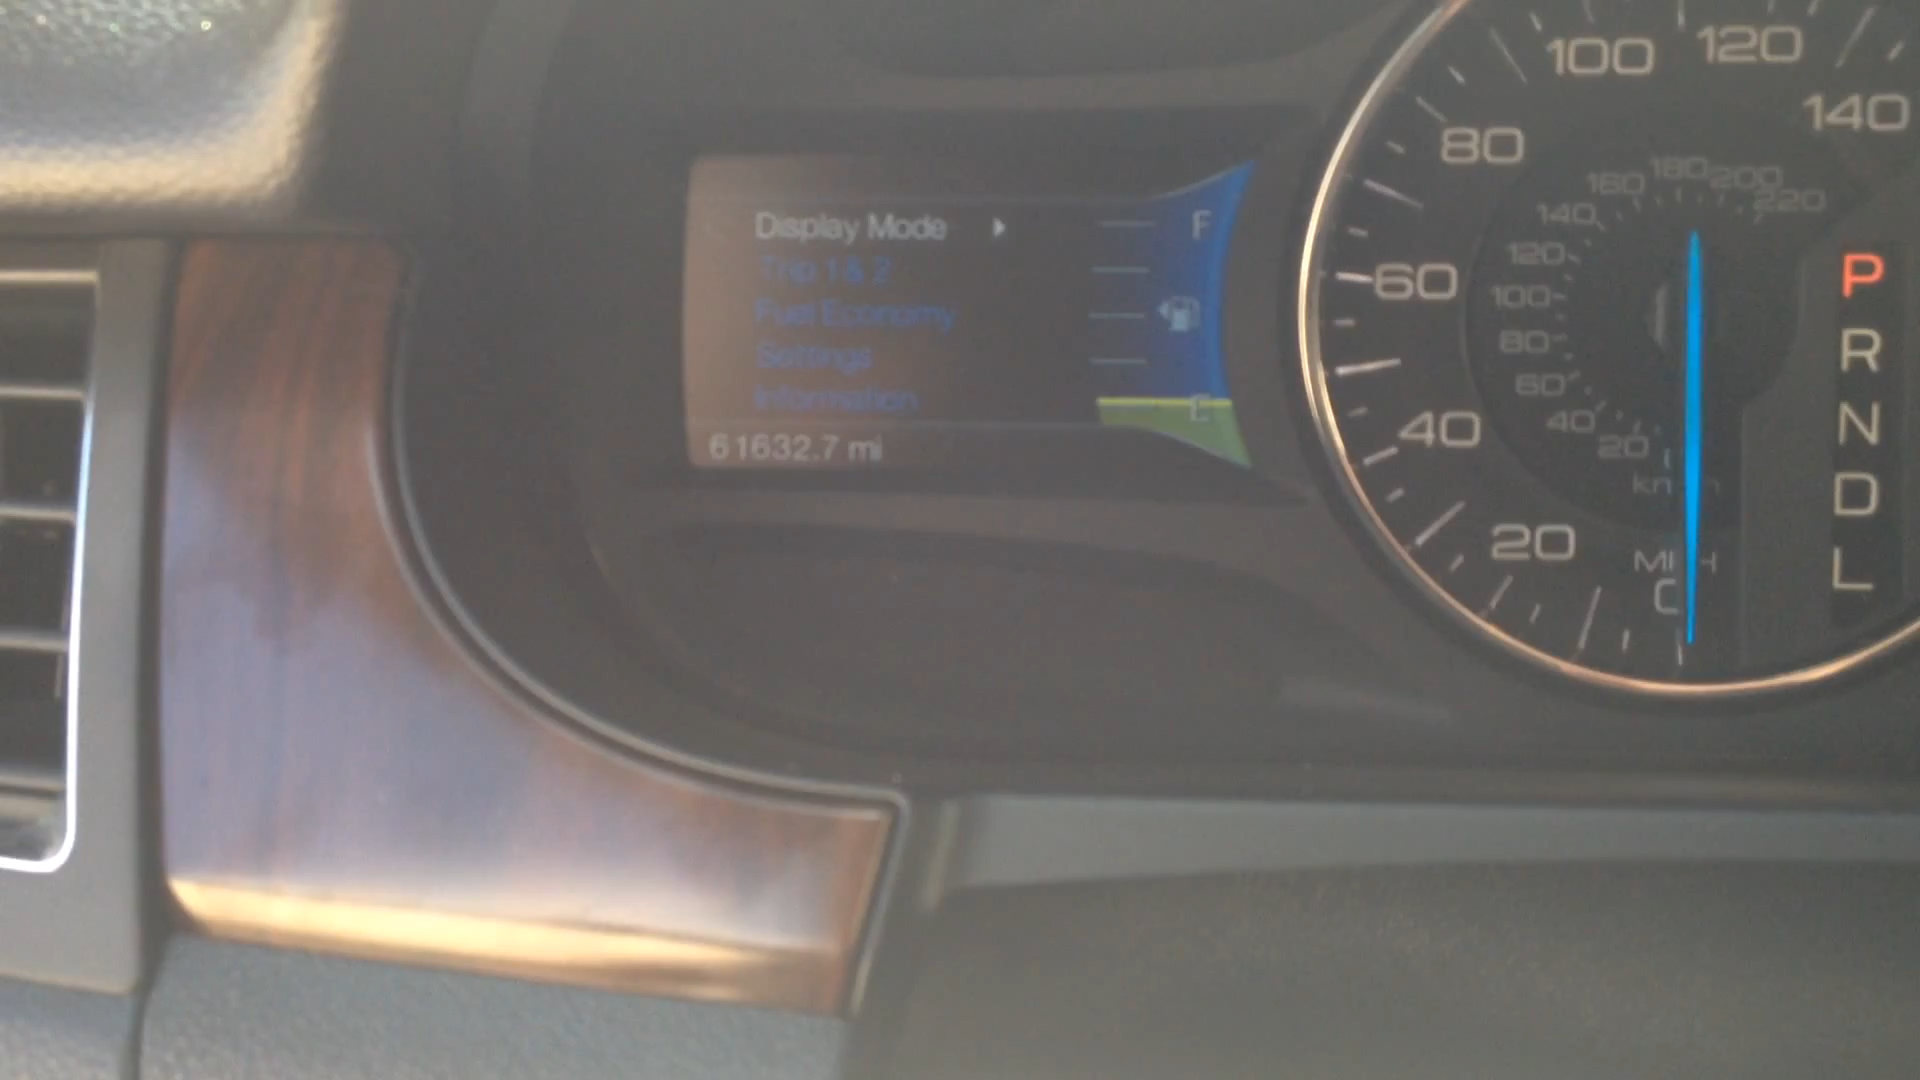 Display Mode
Trip 1 & 2
Fuel Economy
Settings
Information
61632.7 mi
F
E
100
120
140
80
60
40
20
180
200
160
220
140
120
100
80
60
40
20
P
R
N
D
L